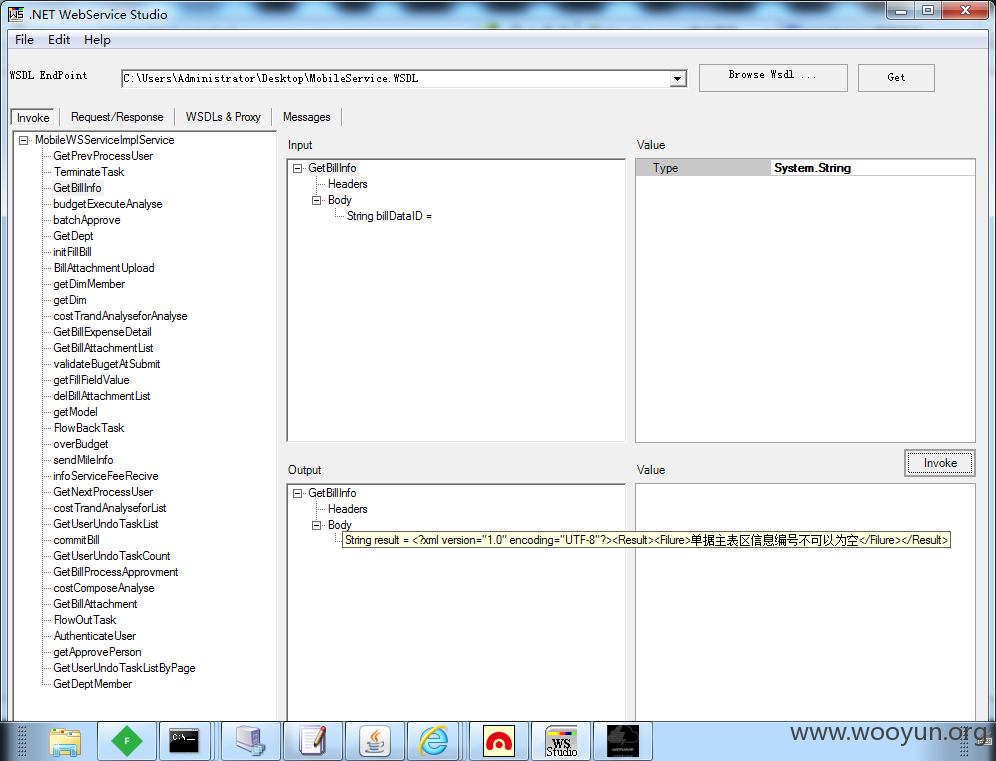 .NET WebService Studio
File Edit Help
WSDL EndPoint
C:\Users\Administrator\Desktop\MobileService.WSDL
Browse Wsdl ...
Get
Invoke
Request/Response
WSDLs & Proxy
Messages
MobileWSServiceImplService
GetPrevProcessUser
TerminateTask
GetBillInfo
budgetExecuteAnalyse
batchApprove
GetDept
initFillBill
BillAttachmentUpload
getDimMember
getDim
costTrandAnalyseforAnalyse
GetBillExpenseDetail
GetBillAttachmentList
validateBugetAtSubmit
getFillFieldValue
delBillAttachmentList
getModel
FlowBackTask
overBudget
sendMileInfo
infoServiceFeeRecive
GetNextProcessUser
costTrandAnalyseforList
GetUserUndoTaskList
commitBill
GetUserUndoTaskCount
GetBillProcessApprovment
costComposeAnalyse
GetBillAttachment
FlowOutTask
AuthenticateUser
getApprovePerson
GetUserUndoTaskListByPage
GetDeptMember
Input
GetBillInfo
Headers
Body
String billDataID =
Value
Type System.String
Output
GetBillInfo
Headers
Body
String result = <?xml version="1.0" encoding="UTF-8"?><Result><Filure>单据主表区信息编号不可以为空</Filure></Result>
Value
Invoke
C:\_
WS
Studio
www.wooyun.org